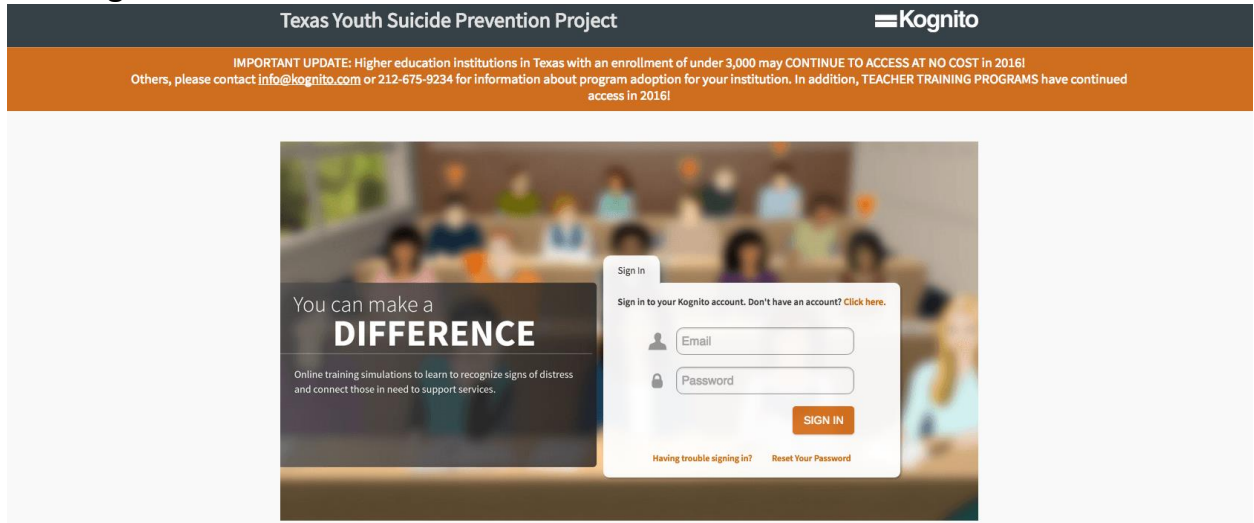 Texas Youth Suicide Prevention Project
Kognito
IMPORTANT UPDATE: Higher education institutions in Texas with an enrollment of under 3,000 may CONTINUE TO ACCESS AT NO COST in 2016!
Others, please contact info@kognito.com or 212-675-9234 for information about program adoption for your institution. In addition, TEACHER TRAINING PROGRAMS have continued
access in 2016!
You can make a
DIFFERENCE
Online training simulations to learn to recognize signs of distress
and connect those in need to support services.
Sign In
Sign in to your Kognito account. Don't have an account? Click here.
Email
Password
SIGN IN
Having trouble signing in? Reset Your Password